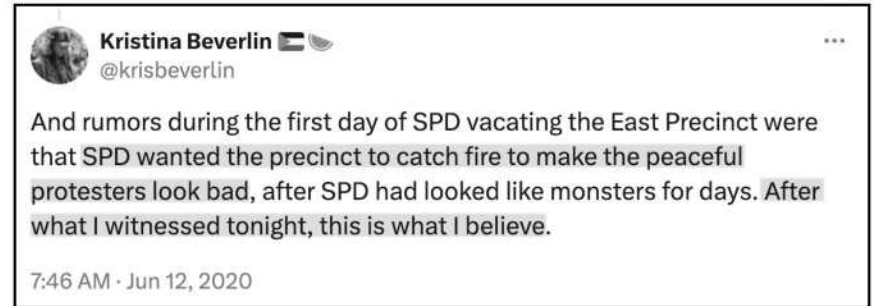 Kristina Beverlin
@krisbeverlin
And rumors during the first day of SPD vacating the East Precinct were
that SPD wanted the precinct to catch fire to make the peaceful
protesters look bad, after SPD had looked like monsters for days. After
what I witnessed tonight, this is what I believe.
7:46 AM · Jun 12, 2020